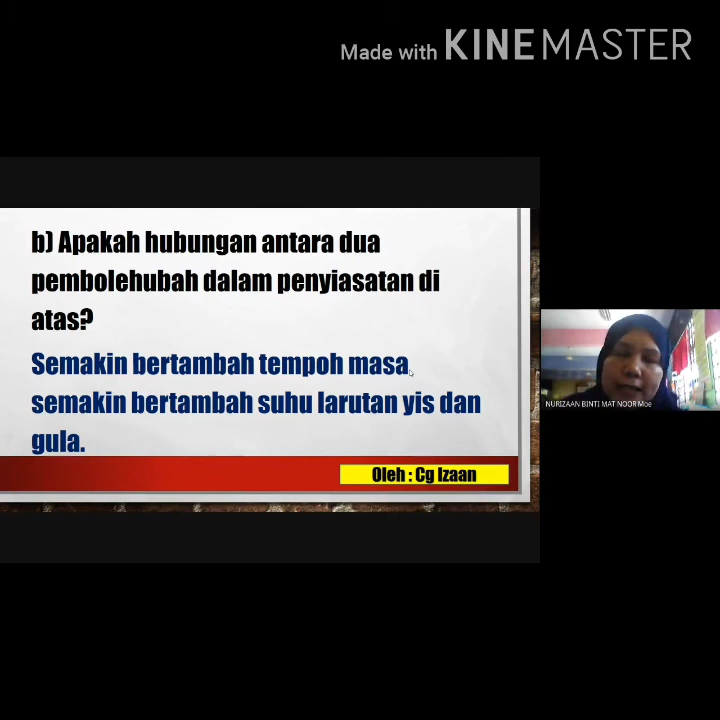 Made with KINEMASTER
b) Apakah hubungan antara dua
pembolehubah dalam penyiasatan di
atas?
Semakin bertambah tempoh masa,
semakin bertambah suhu larutan yis dan
gula.
Oleh : Cg Izaan
NURIZAAN BINTI MAT NOOR Moe